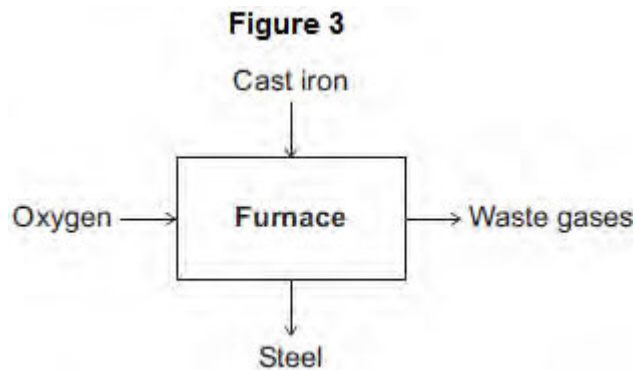 Figure 3
Cast iron
Oxygen
Furnace
Waste gases
Steel